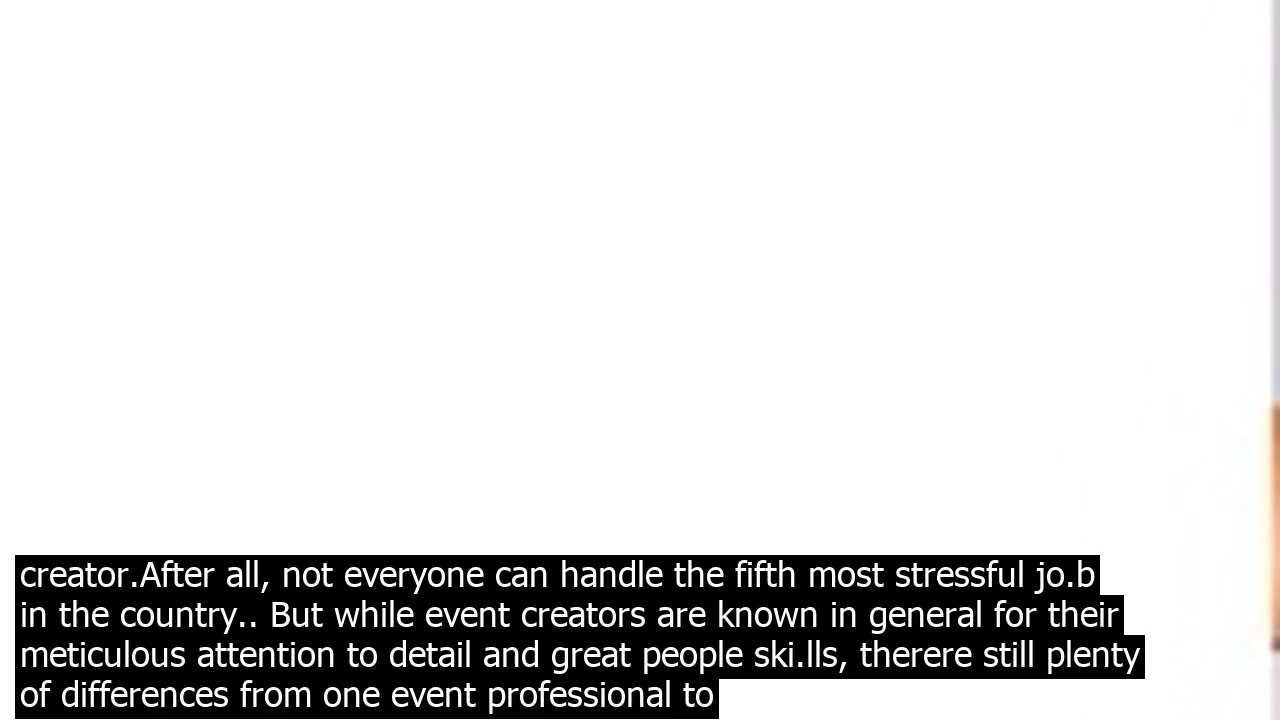 creator.After all, not everyone can handle the fifth most stressful jo.b
in the country.. But while event creators are known in general for their
meticulous attention to detail and great people ski.lls, therere still plenty
of differences from one event professional to